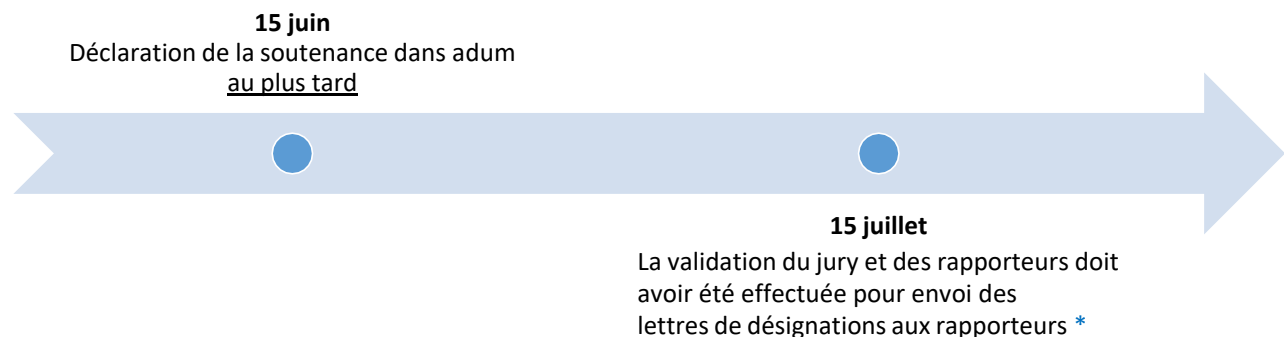 15 juin
Déclaration de la soutenance dans adum
au plus tard
15 juillet
La validation du jury et des rapporteurs doit
avoir été effectuée pour envoi des
lettres de désignations aux rapporteurs *